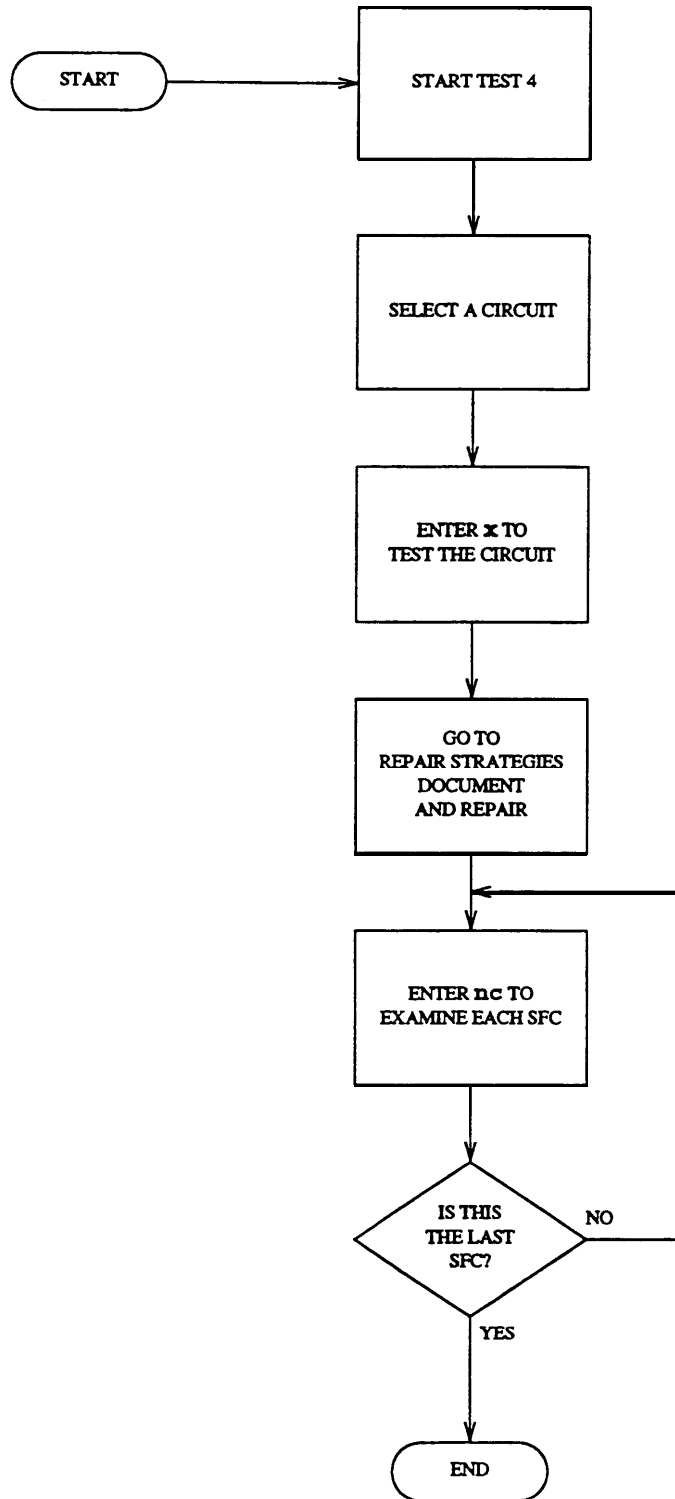 START
START TEST 4
SELECT A CIRCUIT
ENTER x TO
TEST THE CIRCUIT
GO TO
REPAIR STRATEGIES
DOCUMENT
AND REPAIR
ENTER nc TO
EXAMINE EACH SFC
IS THIS
THE LAST
SFC?
NO
YES
END